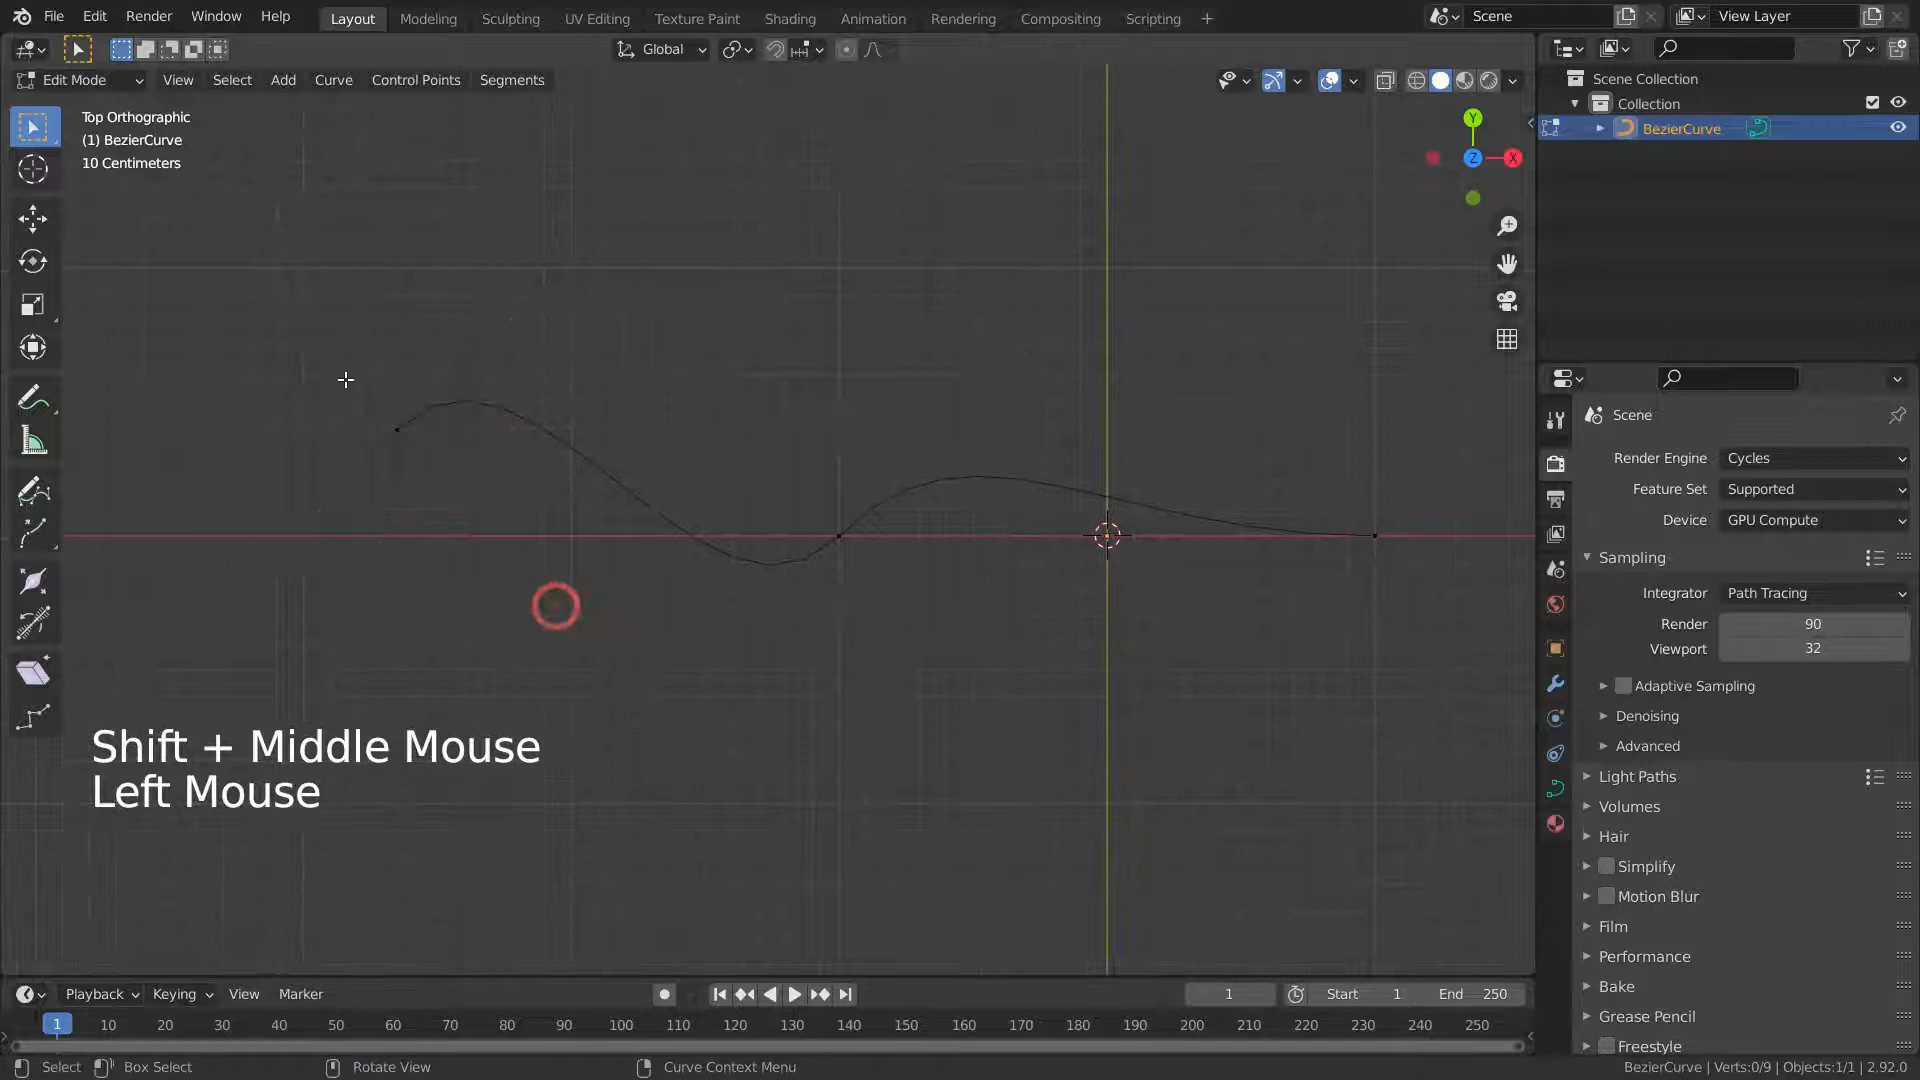 File Edit Render Window Help Layout Modeling Sculpting UV Editing Texture Paint Shading Animation Rendering Compositing Scripting + Scene View Layer
Global
Edit Mode View Select Add Curve Control Points Segments
Top Orthographic
(1) BezierCurve
10 Centimeters
Y
Z
X
Scene Collection
Collection
BezierCurve
Scene
Render Engine Cycles
Feature Set Supported
Device GPU Compute
Sampling
Integrator Path Tracing
Render 90
Viewport 32
Adaptive Sampling
Denoising
Advanced
Light Paths
Volumes
Hair
Simplify
Motion Blur
Film
Performance
Bake
Grease Pencil
Freestyle
Shift + Middle Mouse
Left Mouse
Playback Keying View Marker 1 Start 1 End 250
1 10 20 30 40 50 60 70 80 90 100 110 120 130 140 150 160 170 180 190 200 210 220 230 240 250
Select Box Select Rotate View Curve Context Menu BezierCurve | Verts:0/9 | Objects:1/1 | 2.92.0